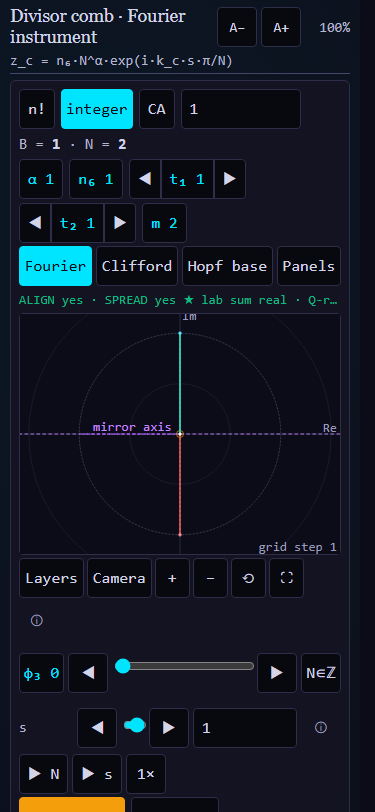 Divisor comb · Fourier instrument A− A+ 100%
z_c = n₆·N^α·exp(i·k_c·s·π/N)
n! integer CA 1
B = 1 · N = 2
α 1 n₆ 1 ◀ t₁ 1 ▶
◀ t₂ 1 ▶ m 2
Fourier Clifford Hopf base Panels
ALIGN yes · SPREAD yes ★ lab sum real · Q-r…
Im
mirror axis Re
grid step 1
Layers Camera + − ⟲ ⛶
ⓘ
ϕ₃ 0 ◀ ▶ N∈ℤ
s ◀ ▶ 1 ⓘ
▶ N ▶ s 1×